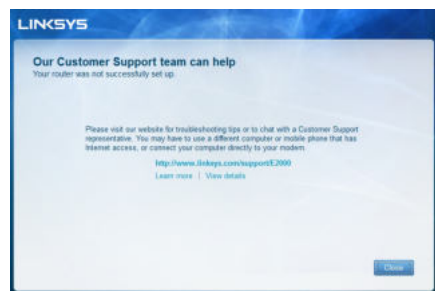 LINKSYS
Our Customer Support team can help
Your router was not successfully set up.
Please visit our website for troubleshooting tips or to chat with a Customer Support
representative. You may have to use a different computer or mobile phone that has
Internet access, or connect your computer directly to your modem.
http://www.linksys.com/support/E2000
Learn more | View details
Close